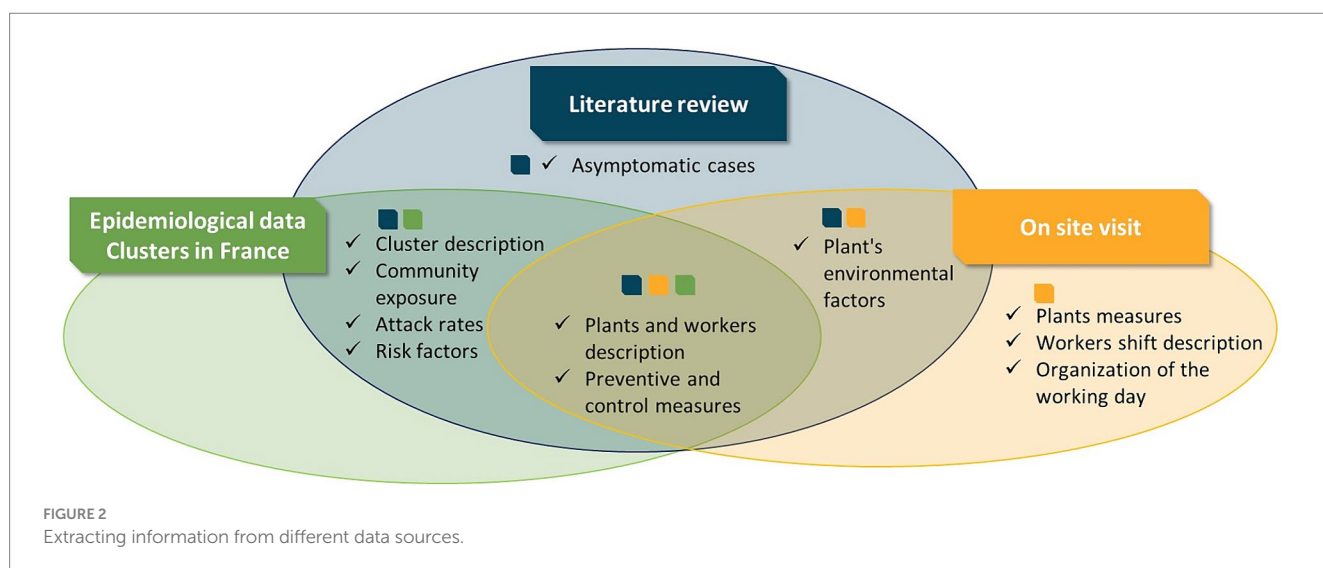 Literature review
✓ Asymptomatic cases
Epidemiological data
Clusters in France
✓ Cluster description
✓ Community
exposure
✓ Attack rates
✓ Risk factors
✓ Plants and workers
description
✓ Preventive and
control measures
✓ Plant's
environmental
factors
On site visit
✓ Plants measures
✓ Workers shift description
✓ Organization of the
working day
FIGURE 2
Extracting information from different data sources.